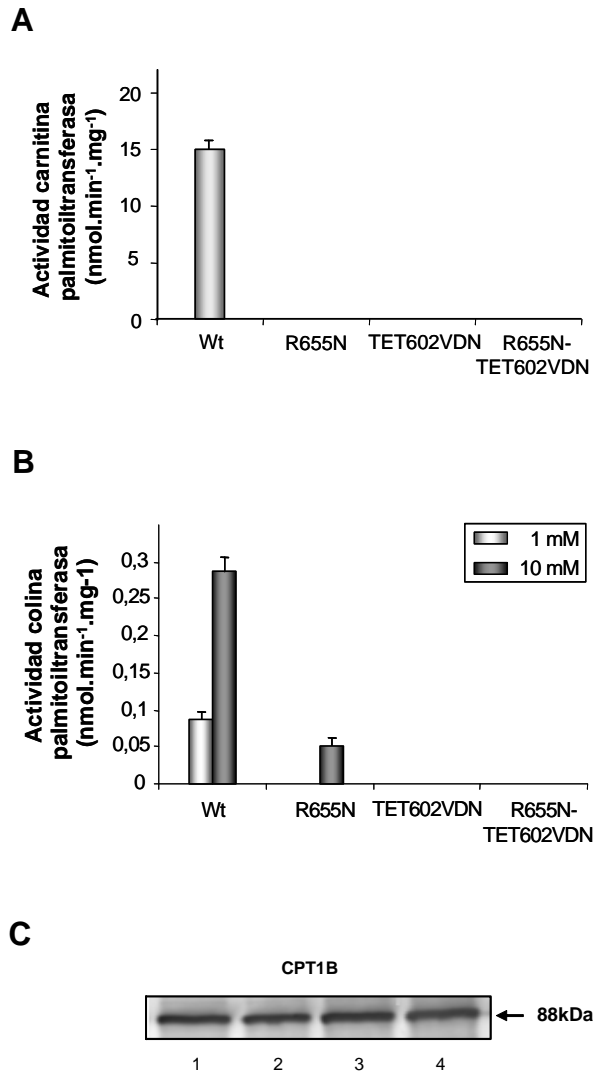 A
Actividad carnitina
palmitoiltransferasa
(nmol.min-1.mg-1)
20
15
10
5
0
Wt
R655N
TET602VDN
R655N-
TET602VDN
B
Actividad colina
palmitoiltransferasa
(nmol.min-1.mg-1)
1 mM
10 mM
0,3
0,25
0,2
0,15
0,1
0,05
0
Wt
R655N
TET602VDN
R655N-
TET602VDN
C
CPT1B
88kDa
1 2 3 4